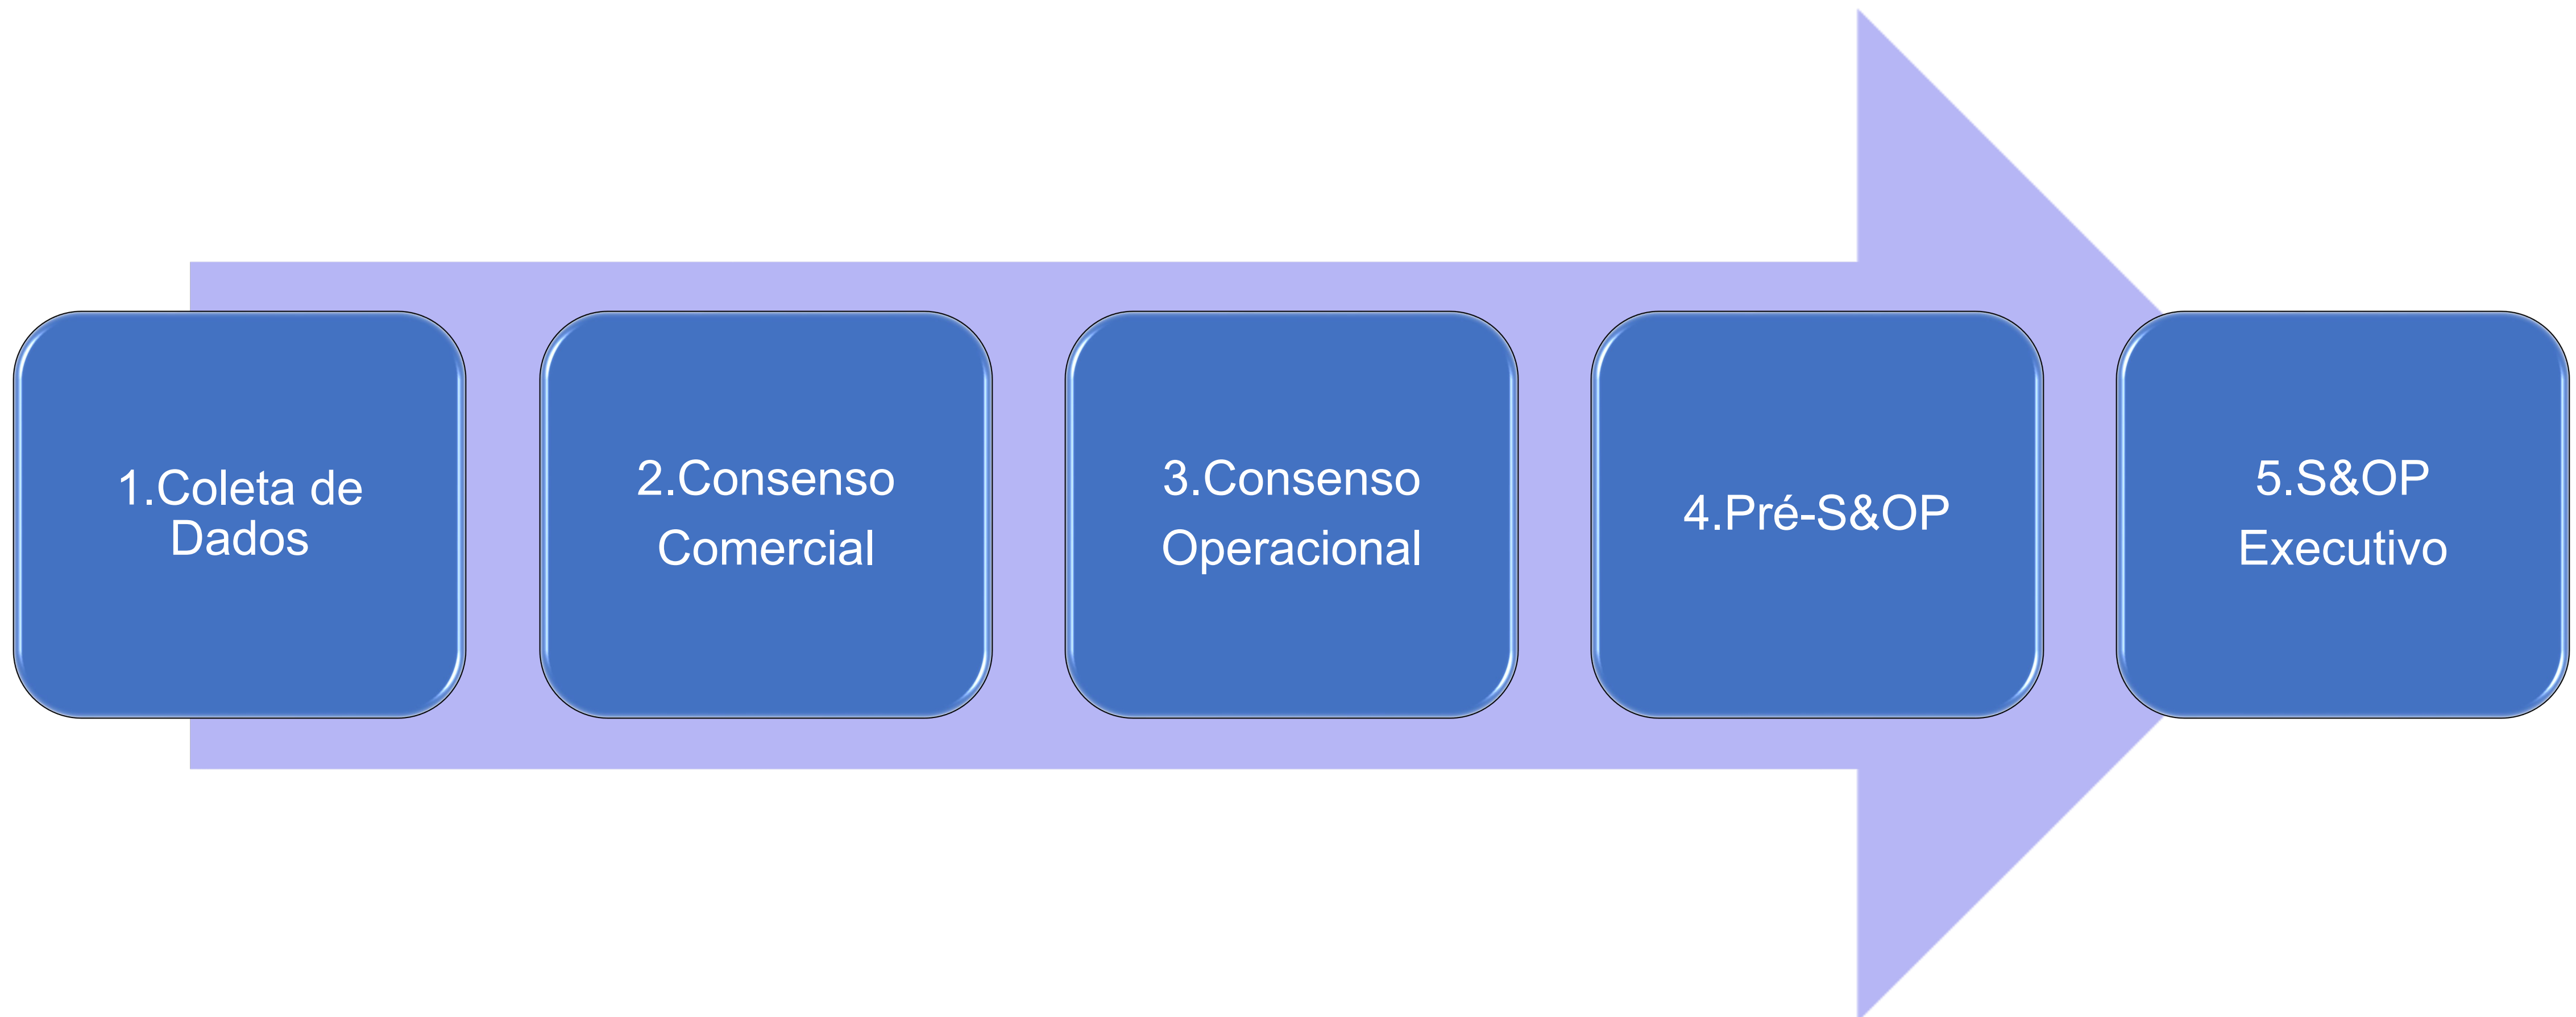 1.Coleta de
Dados
2.Consenso
Comercial
3.Consenso
Operacional
4.Pré-S&OP
5.S&OP
Executivo